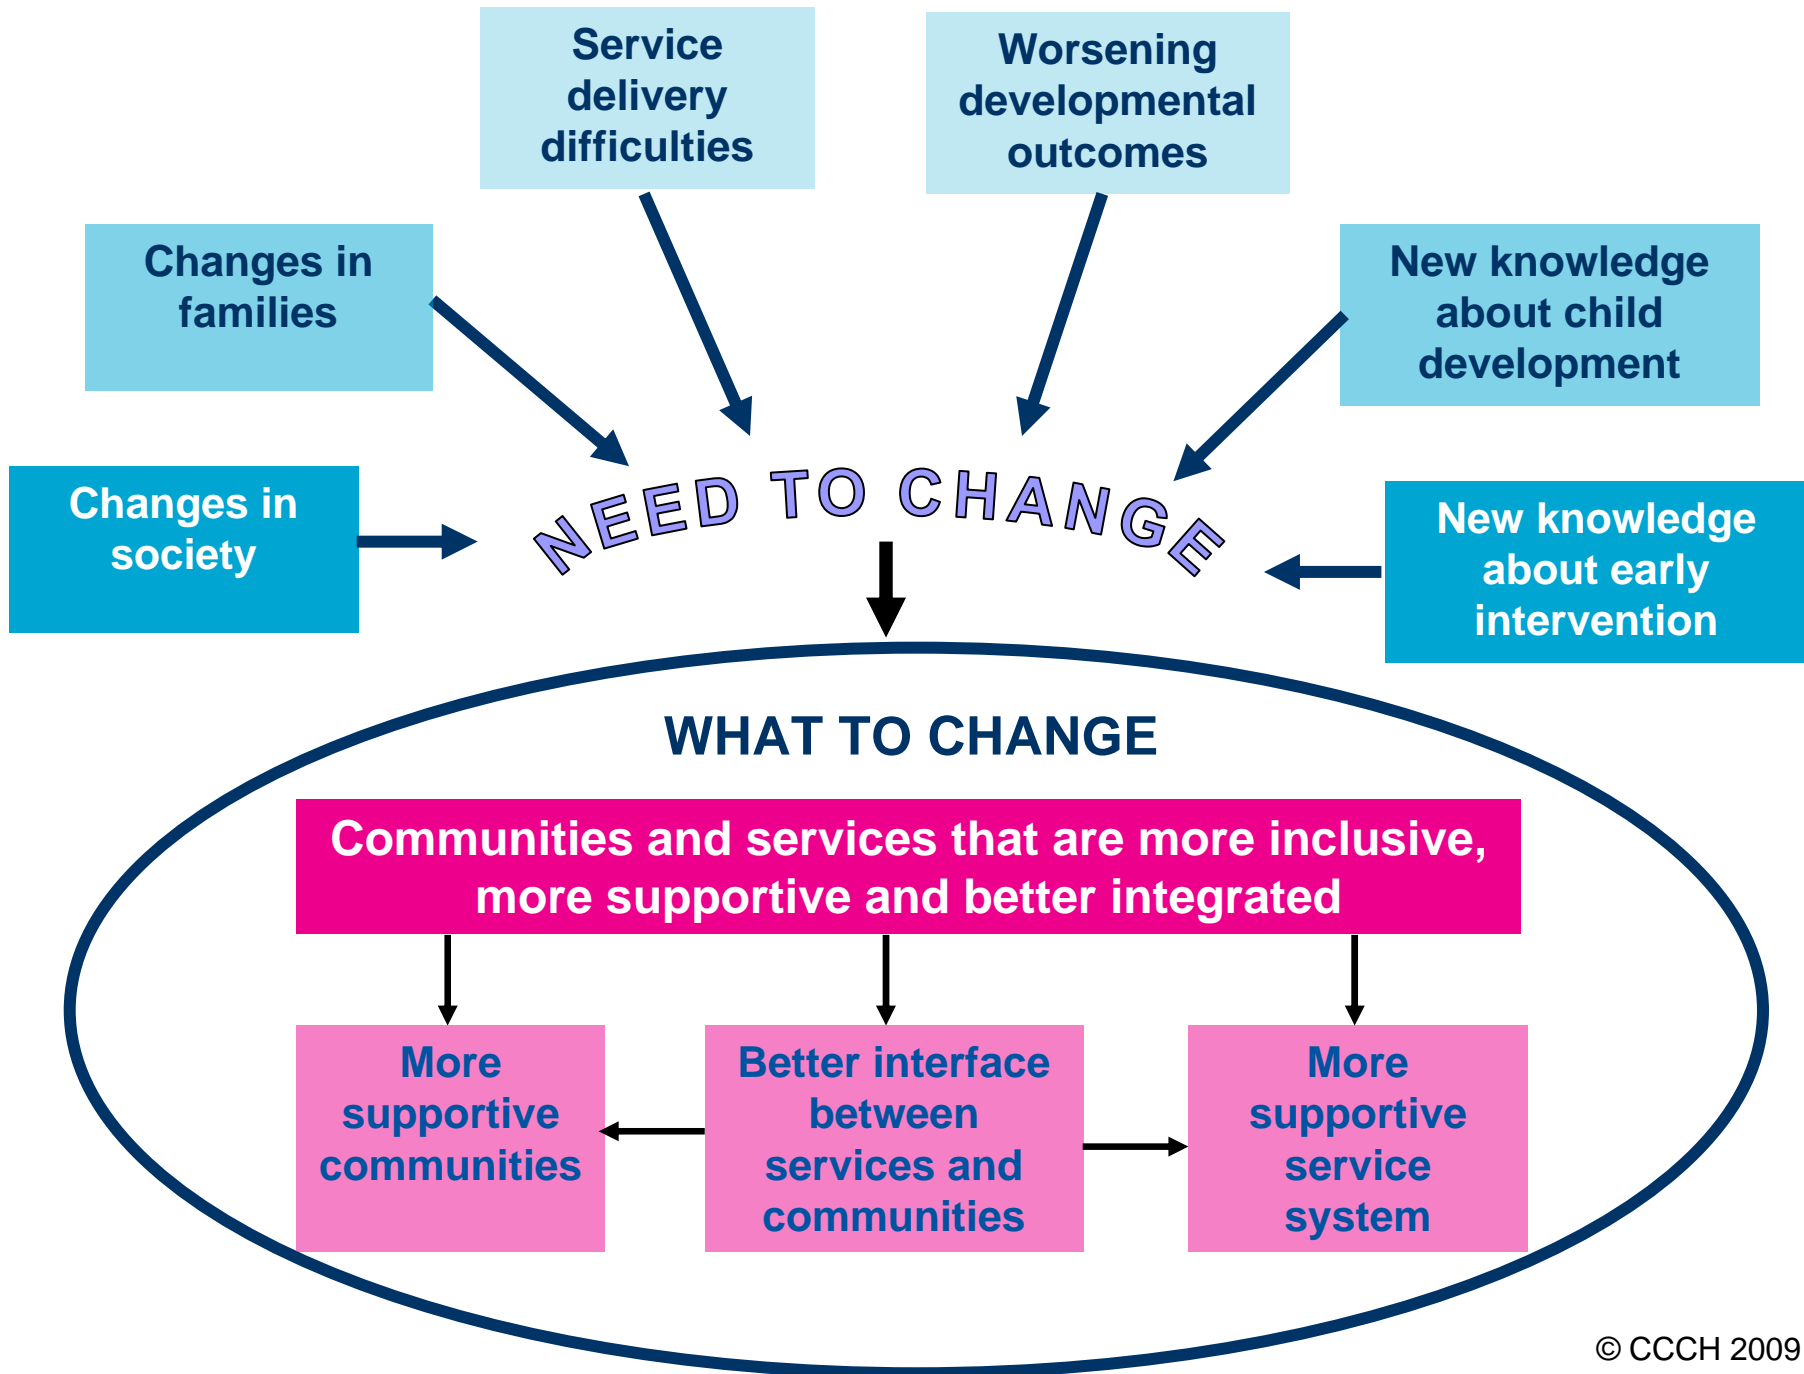 Service
delivery
difficulties
Worsening
developmental
outcomes
Changes in
families
New knowledge
about child
development
Changes in
society
NEED TO CHANGE
New knowledge
about early
intervention
WHAT TO CHANGE
Communities and services that are more inclusive,
more supportive and better integrated
More
supportive
communities
Better interface
between
services and
communities
More
supportive
service
system
© CCCH 2009